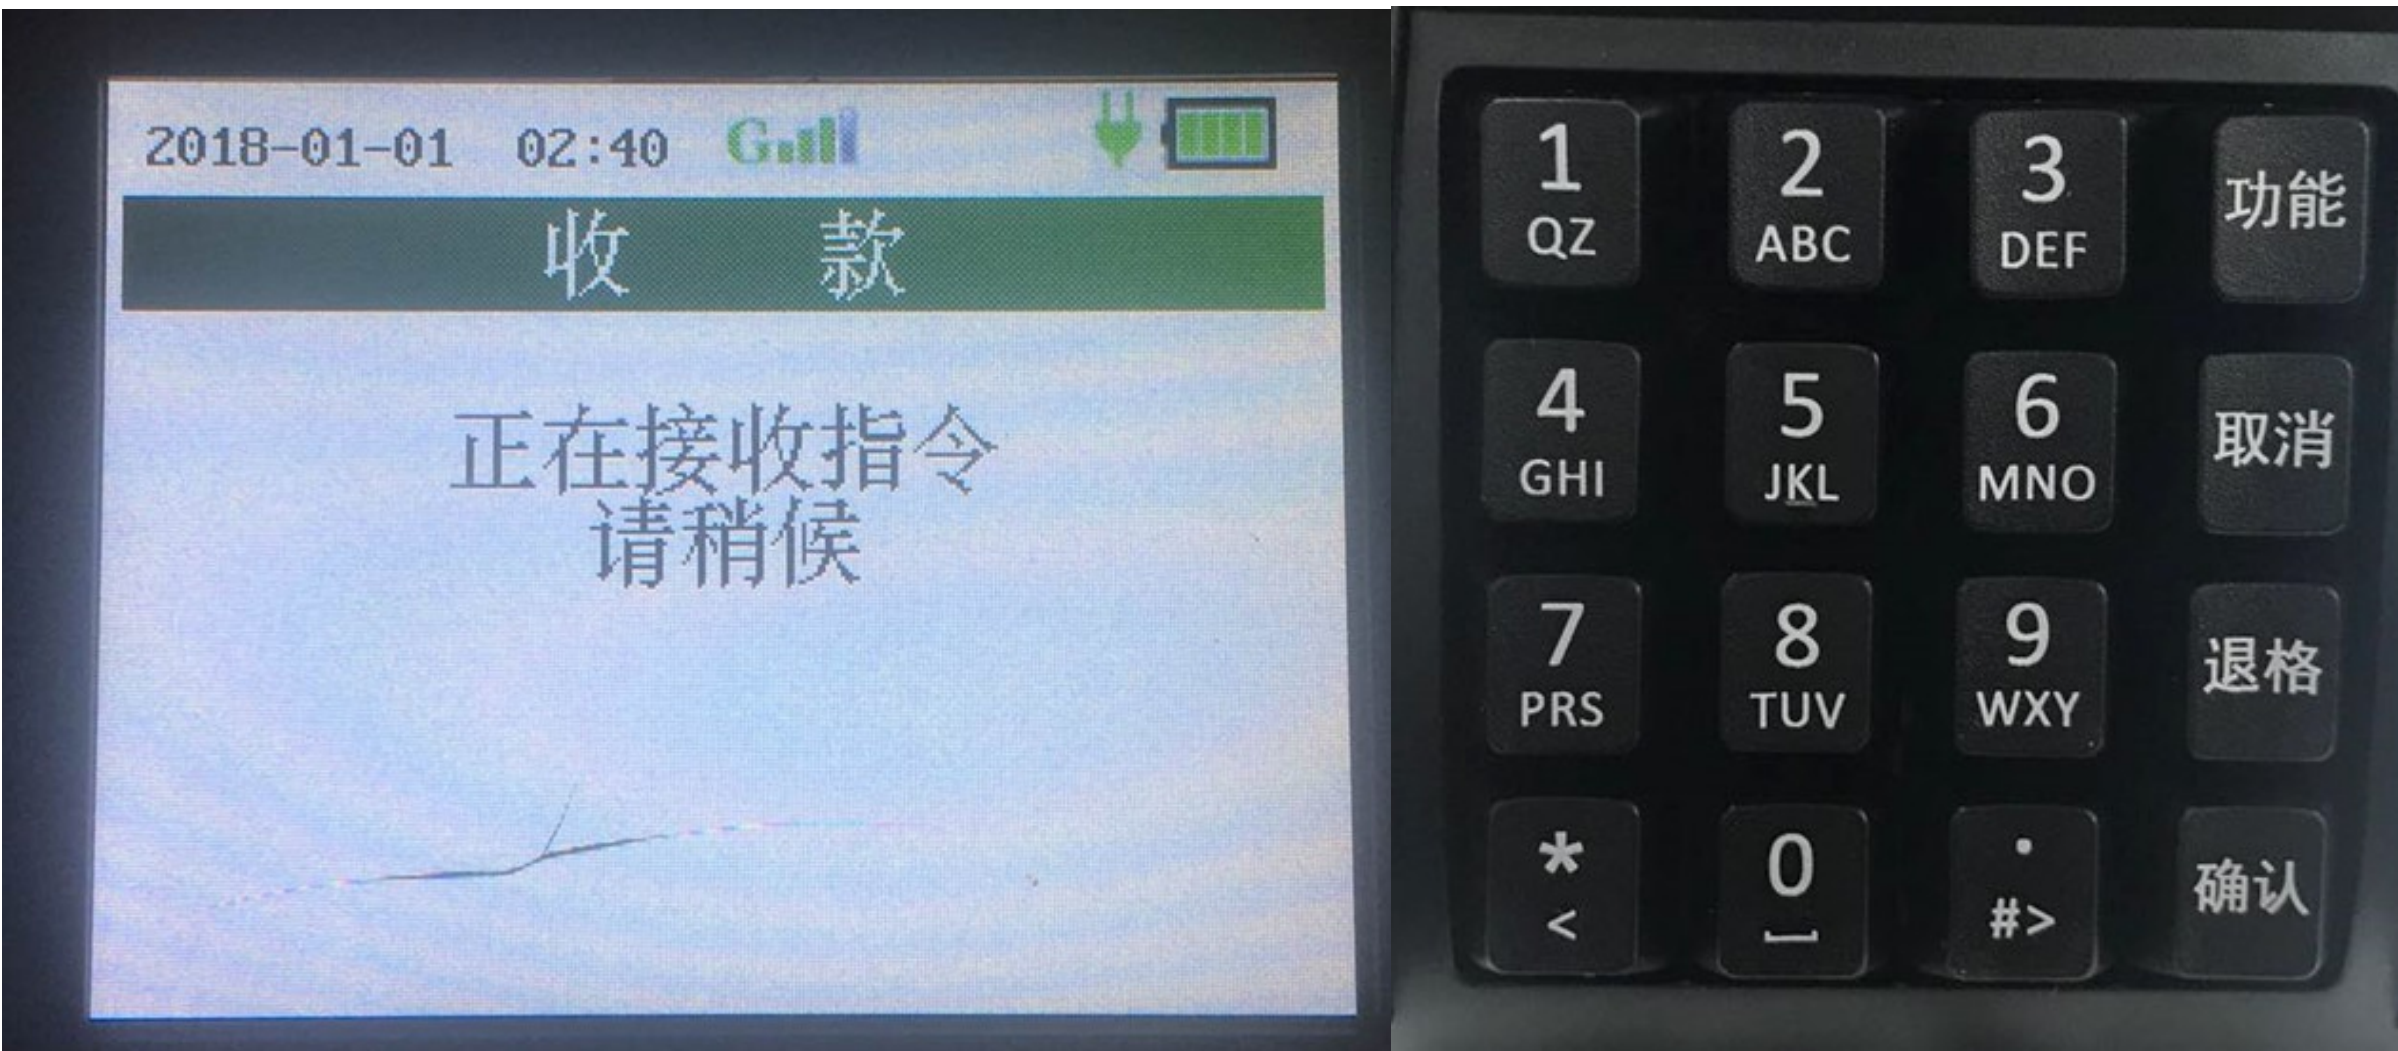 2018-01-01 02:40 G
收 款
正在接收指令
请稍候
1 2 3 功能
QZ ABC DEF
4 5 6 取消
GHI JKL MNO
7 8 9 退格
PRS TUV WXY
* 0 . 确认
< #>